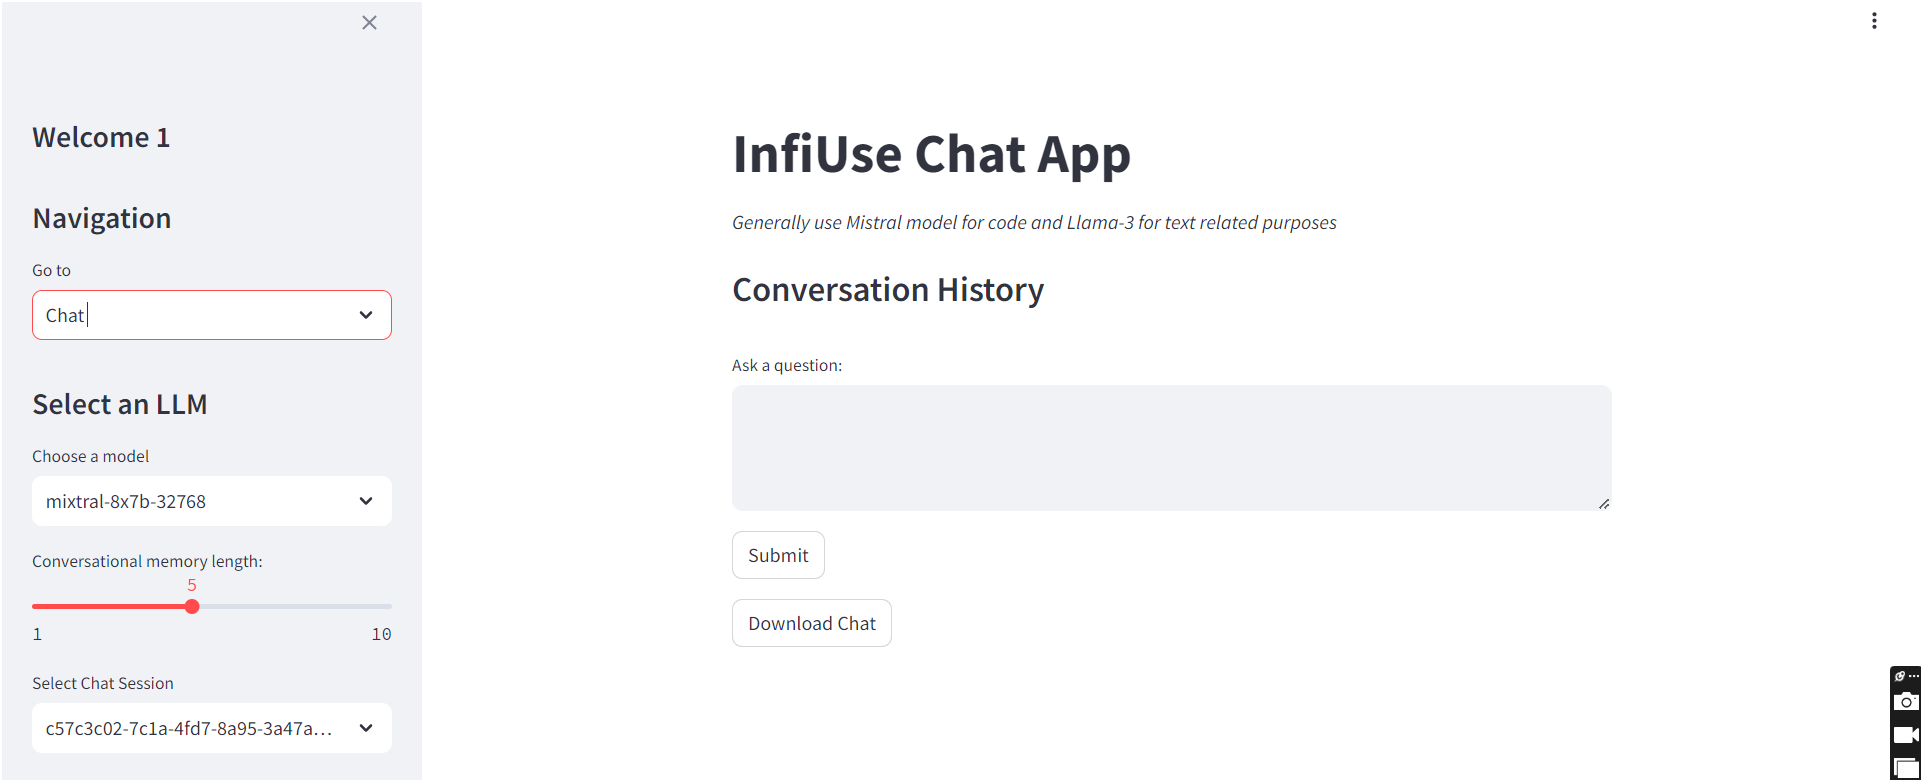 Welcome 1
Navigation
Go to
Chat
Select an LLM
Choose a model
mixtral-8x7b-32768
Conversational memory length:
5
1 10
Select Chat Session
c57c3c02-7c1a-4fd7-8a95-3a47a...
InfiUse Chat App
Generally use Mistral model for code and Llama-3 for text related purposes
Conversation History
Ask a question:
Submit
Download Chat